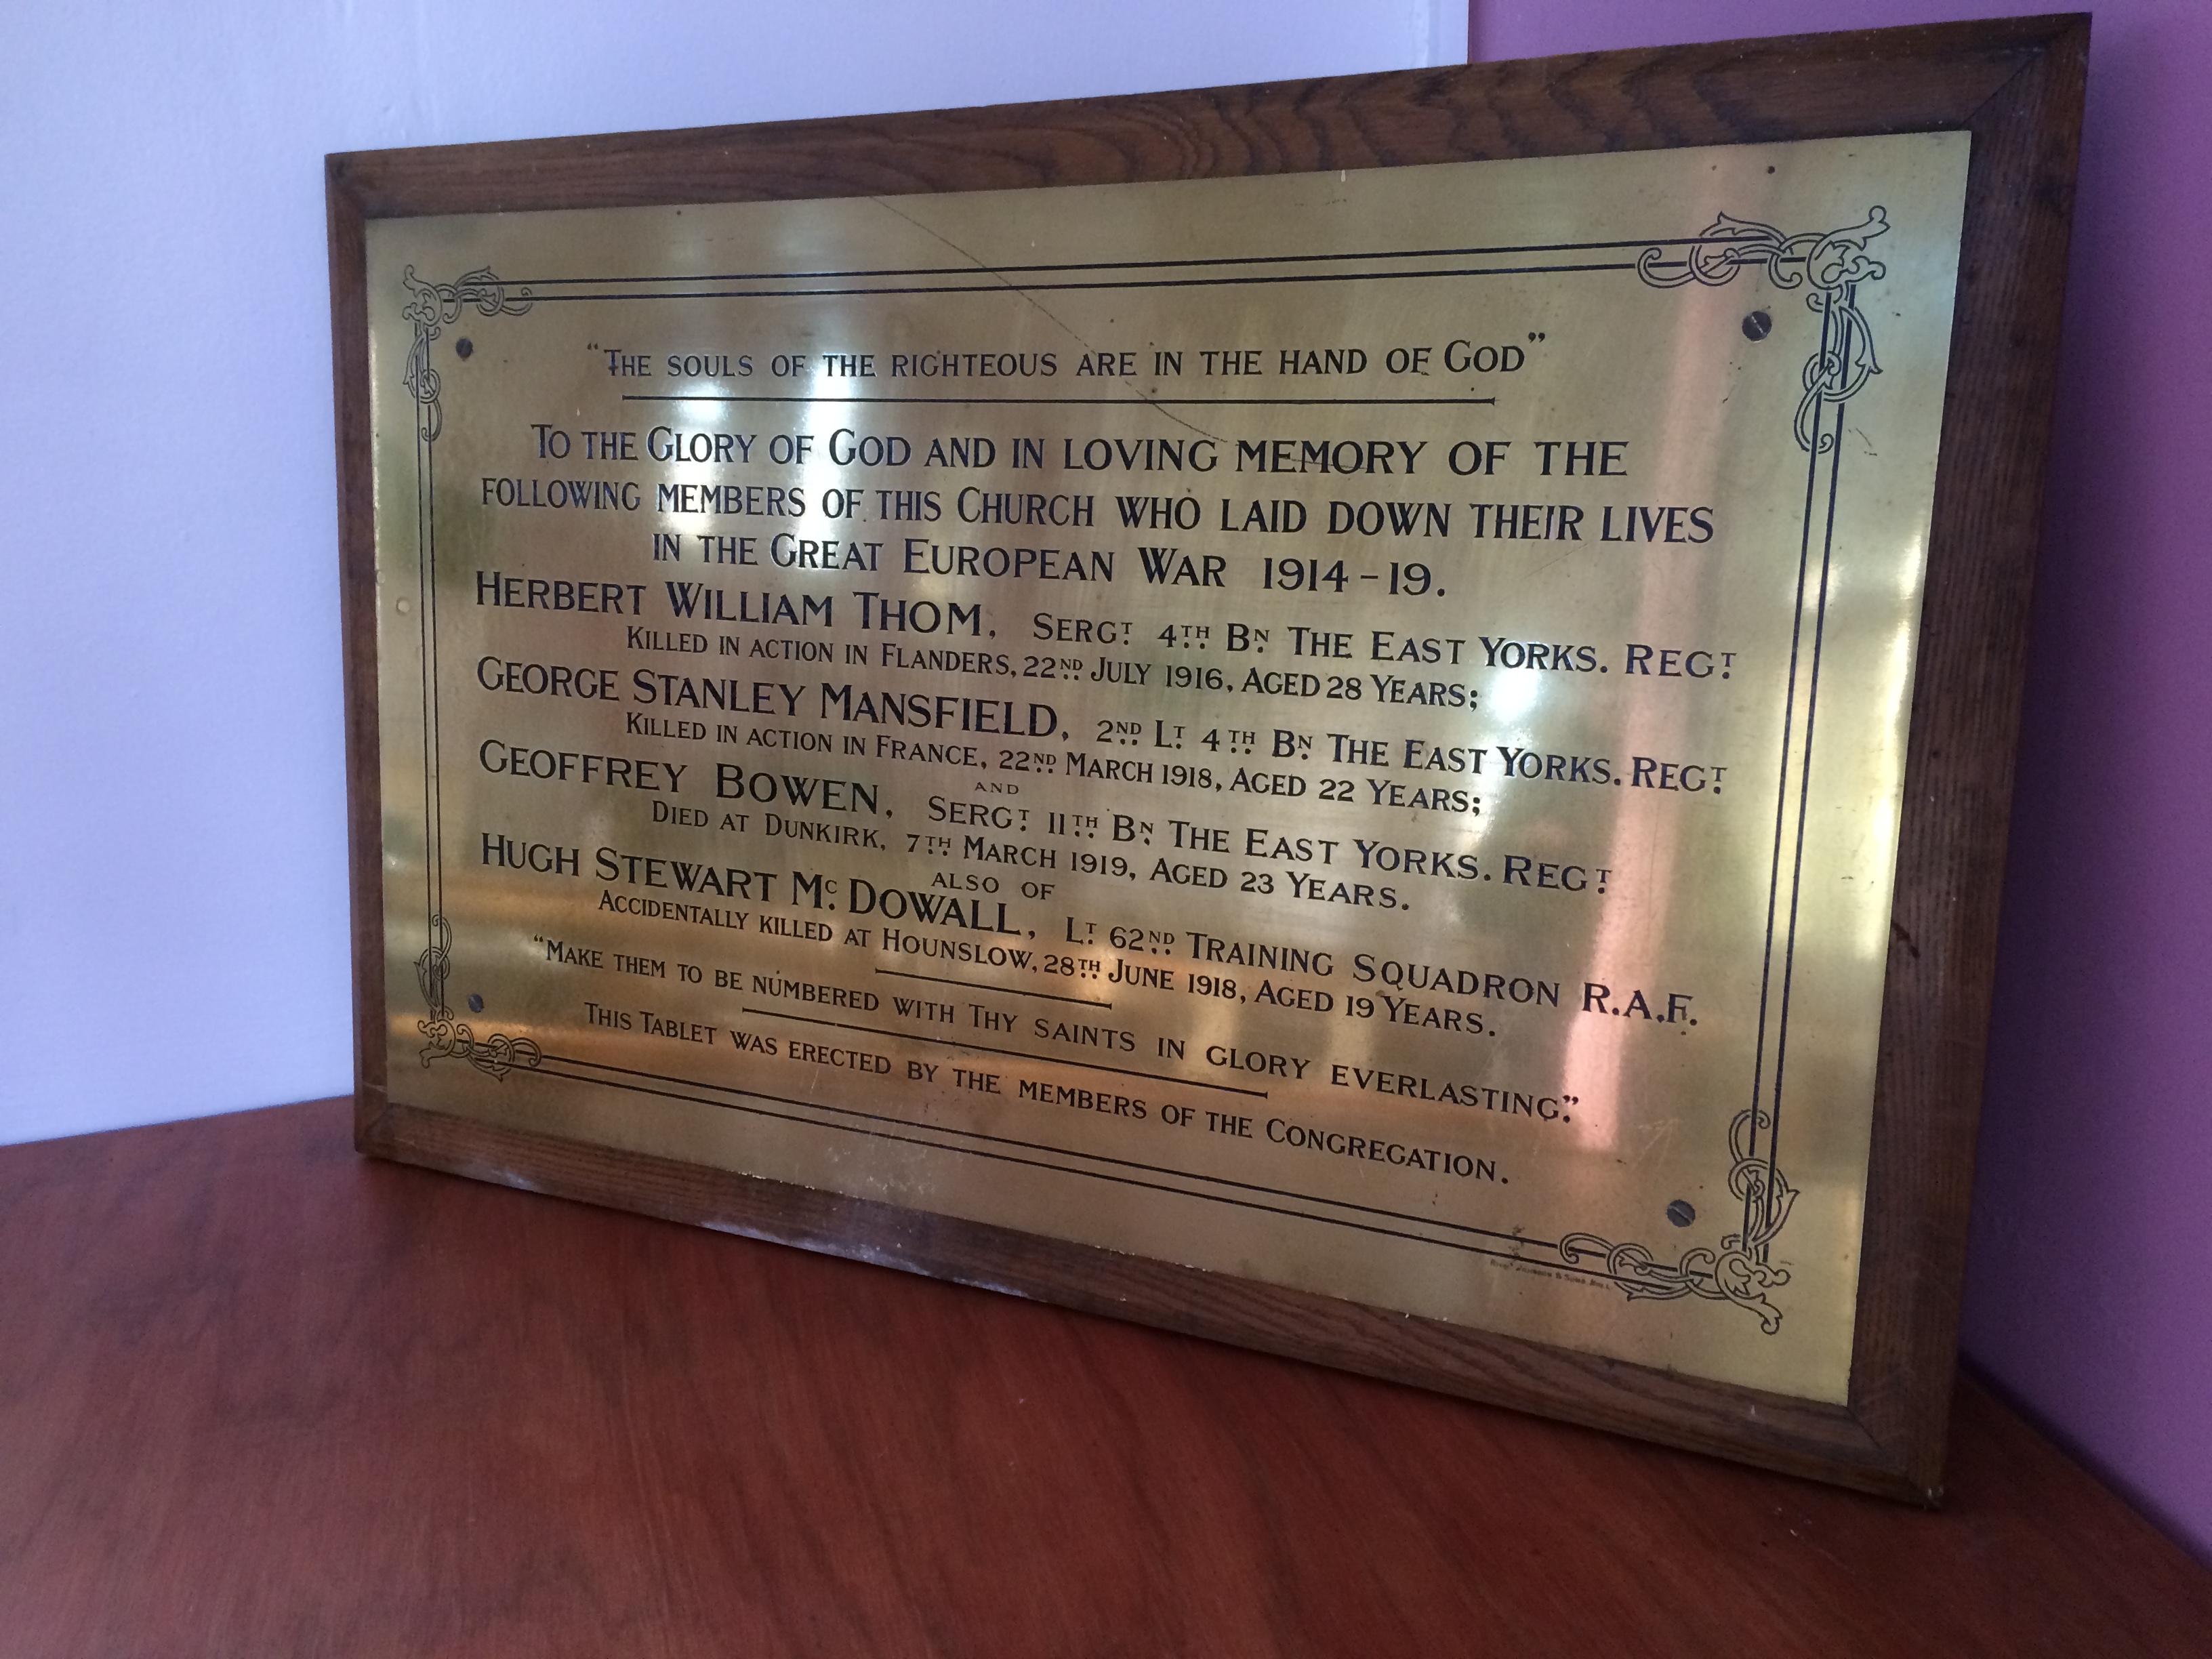 “The souls of the righteous are in the hand of God”
To the Glory of God and in loving memory of the
following members of this Church who laid down their lives
in the Great European War 1914-19.
Herbert William Thom, Sergt 4th Bn The East Yorks. Regt
Killed in action in Flanders, 22nd July 1916, Aged 28 Years;
George Stanley Mansfield, 2nd Lt 4th Bn The East Yorks. Regt
Killed in action in France, 22nd March 1918, Aged 22 Years;
and
Geoffrey Bowen, Sergt 11th Bn The East Yorks. Regt
Died at Dunkirk, 7th March 1919, Aged 23 Years.
also of
Hugh Stewart Mc Dowall, Lt 62nd Training Squadron R.A.F.
Accidentally killed at Hounslow, 28th June 1918, Aged 19 Years.
“Make them to be numbered with Thy saints in glory everlasting.”
This Tablet was erected by the members of the Congregation.